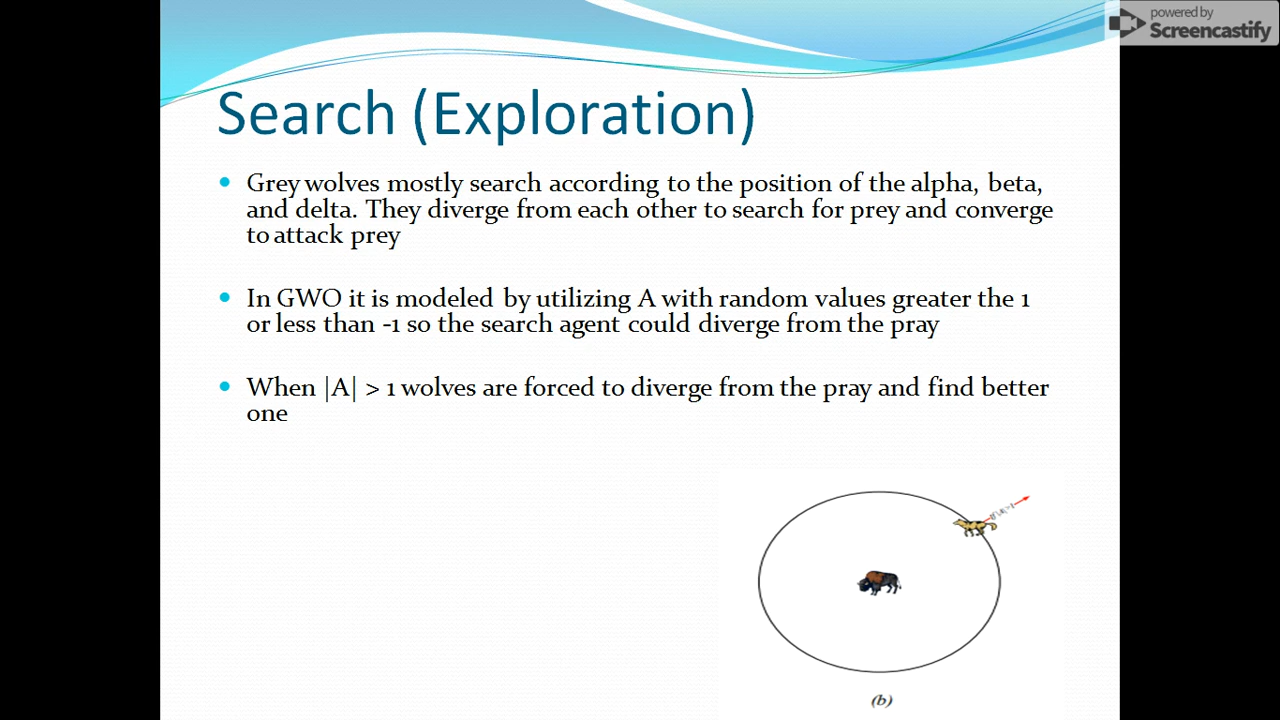 powered by
Screencastify
Search (Exploration)
Grey wolves mostly search according to the position of the alpha, beta,
and delta. They diverge from each other to search for prey and converge
to attack prey
In GWO it is modeled by utilizing A with random values greater the 1
or less than -1 so the search agent could diverge from the pray
When |A| > 1 wolves are forced to diverge from the pray and find better
one
(b)